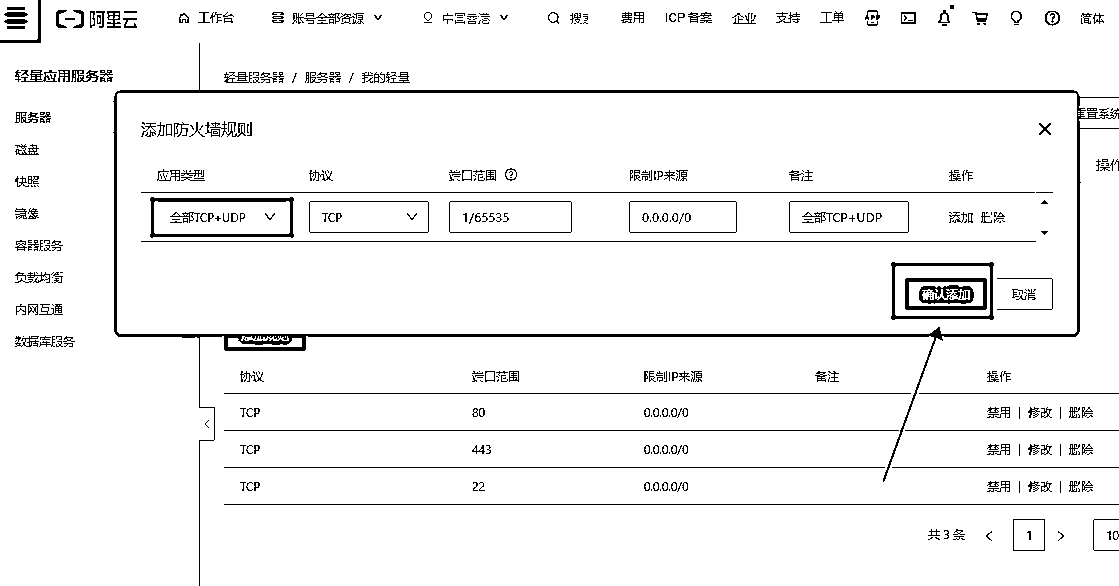 阿里云 工作台 账号全部资源 中国香港 费用 ICP 备案 企业 支持 工单 简体
轻量应用服务器
轻量服务器 / 服务器 / 我的轻量
服务器
磁盘
快照
镜像
容器服务
负载均衡
内网互通
数据库服务
重置系统
操作
添加防火墙规则
应用类型 协议 端口范围 限制IP来源 备注 操作
全部TCP+UDP TCP 1/65535 0.0.0.0/0 全部TCP+UDP 添加 删除
确认添加 取消
协议 端口范围 限制IP来源 备注 操作
TCP 80 0.0.0.0/0 禁用 | 修改 | 删除
TCP 443 0.0.0.0/0 禁用 | 修改 | 删除
TCP 22 0.0.0.0/0 禁用 | 修改 | 删除
共 3 条 < 1 > 10